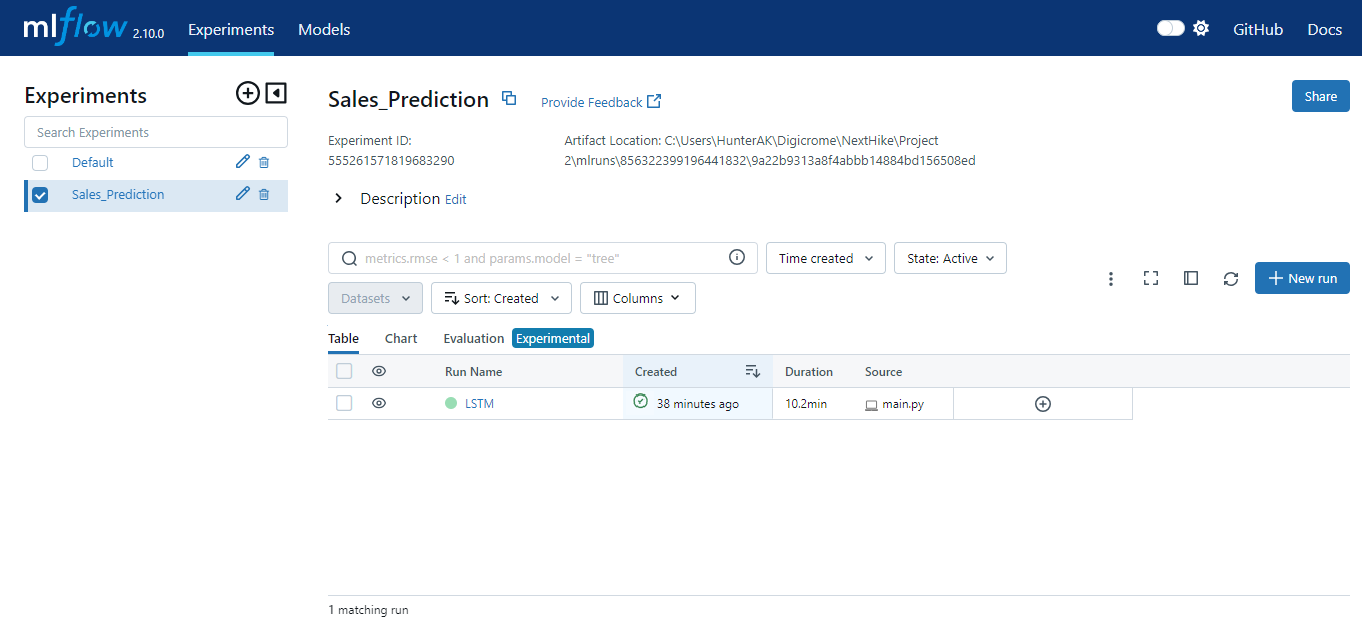 mlflow 2.10.0 Experiments Models GitHub Docs
Experiments
Search Experiments
Default
Sales_Prediction
Sales_Prediction Provide Feedback Share
Experiment ID:
555261571819683290
Artifact Location: C:\Users\HunterAK\Digicrome\NextHike\Project
2\mlruns\856322399196441832\9a22b9313a8f4abbb14884bd156508ed
Description Edit
metrics.rmse < 1 and params.model = "tree" Time created State: Active
Datasets Sort: Created Columns
New run
Table Chart Evaluation Experimental
Run Name Created Duration Source
LSTM 38 minutes ago 10.2min main.py
1 matching run